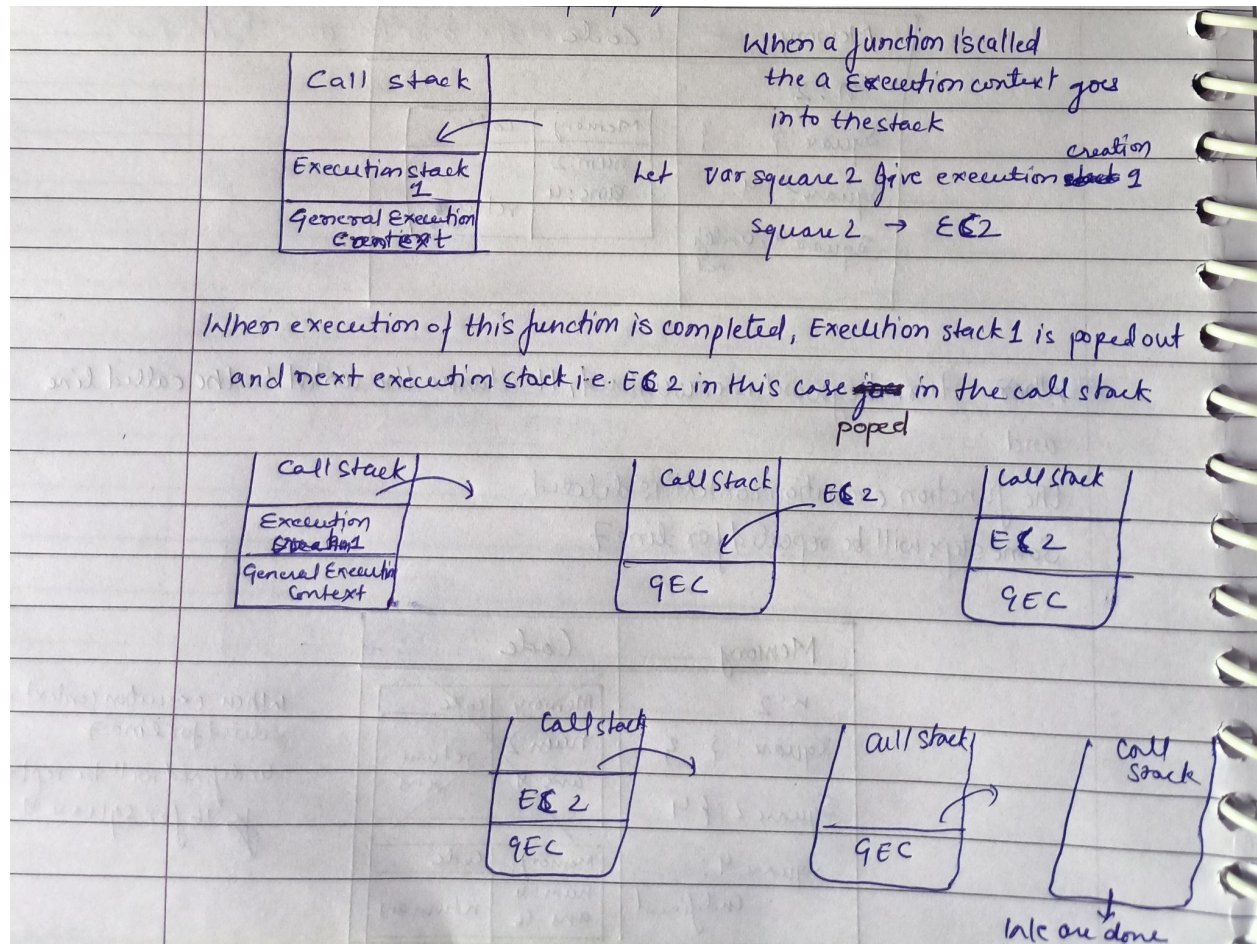 When a function is called
the a Execution context goes
into the stack
Call stack
Execution stack
1
General Execution
Context
creation
Let var square 2 give execution 1
Square 2 → EC2
When execution of this function is completed, Execution stack 1 is poped out
and next execution stack i.e. EC 2 in this case in the call stack
poped
Call Stack
Execution
1
General Execution
Context
Call Stack
EC 2
GEC
Call stack
EC 2
GEC
Call stack
EC 2
GEC
Call stack
GEC
Call
Stack
We are done